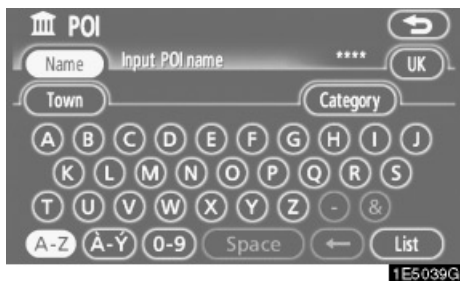 POI
Name Input POI name **** UK
Town Category
A B C D E F G H I J
K L M N O P Q R S
T U V W X Y Z - &
A-Z À-Ý 0-9 Space ← List
1E5039G